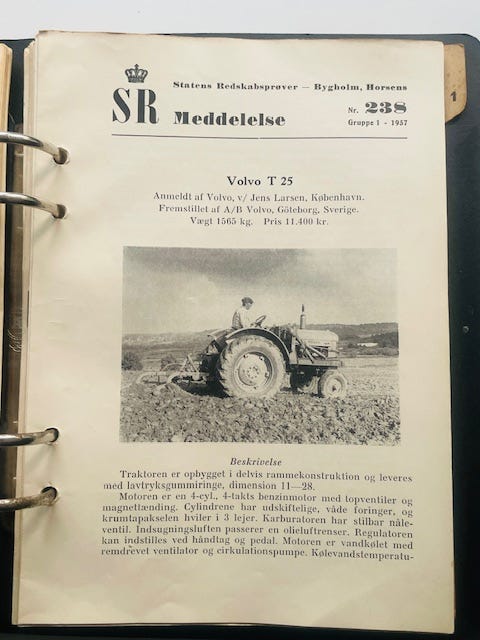 Statens Redskabsprøver — Bygholm, Horsens
SR Meddelelse
Nr. 238
Gruppe 1 - 1957
1
Volvo T 25
Anmeldt af Volvo, v/ Jens Larsen, København.
Fremstillet af A/B Volvo, Göteborg, Sverige.
Vægt 1565 kg. Pris 11.400 kr.
Beskrivelse
Traktoren er opbygget i delvis rammekonstruktion og leveres
med lavtryksgummiringe, dimension 11—28.
Motoren er en 4-cyl., 4-takts benzinmotor med topventiler og
magnettænding. Cylindrene har udskiftelige, våde foringer, og
krumtapakselen hviler i 3 lejer. Karburatoren har stilbar nåle-
ventil. Indsugningsluften passerer en olieluftrenser. Regulatoren
kan indstilles ved håndtag og pedal. Motoren er vandkølet med
remdrevet ventilator og cirkulationspumpe. Kølevandstemperatu-